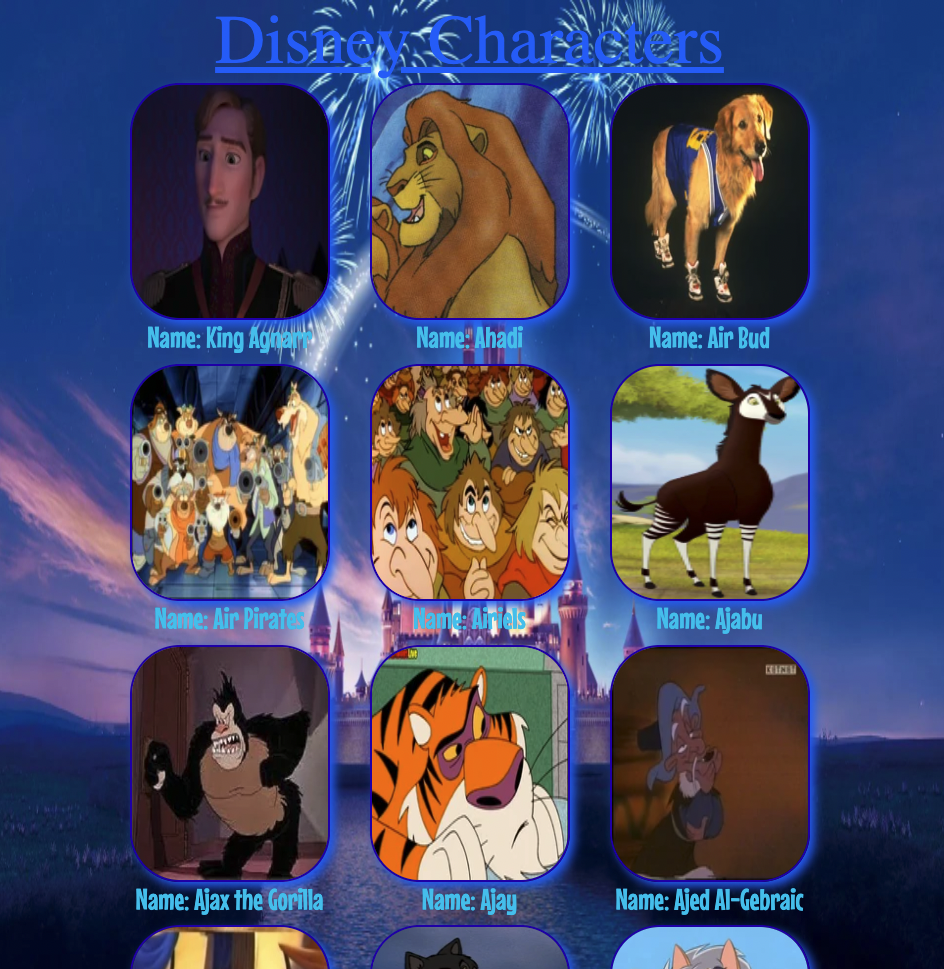 Disney Characters
Name: King Agnarr
Name: Ahadi
Name: Air Bud
Name: Air Pirates
Name: Airiels
Name: Ajabu
Name: Ajax the Gorilla
Name: Ajay
Name: Ajed Al-Gebraic